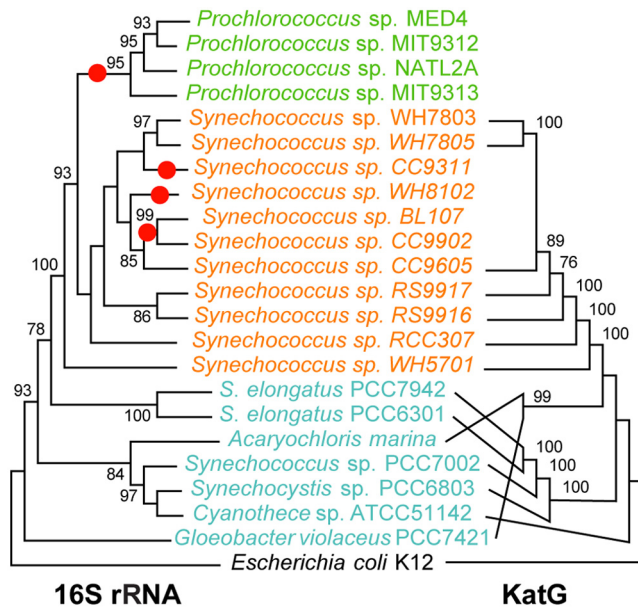 93
Prochlorococcus sp. MED4
95
Prochlorococcus sp. MIT9312
95
Prochlorococcus sp. NATL2A
Prochlorococcus sp. MIT9313
97
Synechococcus sp. WH7803
100
Synechococcus sp. WH7805
93
Synechococcus sp. CC9311
Synechococcus sp. WH8102
99
Synechococcus sp. BL107
Synechococcus sp. CC9902
89
85
Synechococcus sp. CC9605
76
100
Synechococcus sp. RS9917
100
86
Synechococcus sp. RS9916
100
78
Synechococcus sp. RCC307
100
Synechococcus sp. WH5701
93
S. elongatus PCC7942
99
100
S. elongatus PCC6301
Acaryochloris marina
100
84
Synechococcus sp. PCC7002
100
97
Synechocystis sp. PCC6803
100
Cyanothece sp. ATCC51142
Gloeobacter violaceus PCC7421
Escherichia coli K12
16S rRNA
KatG